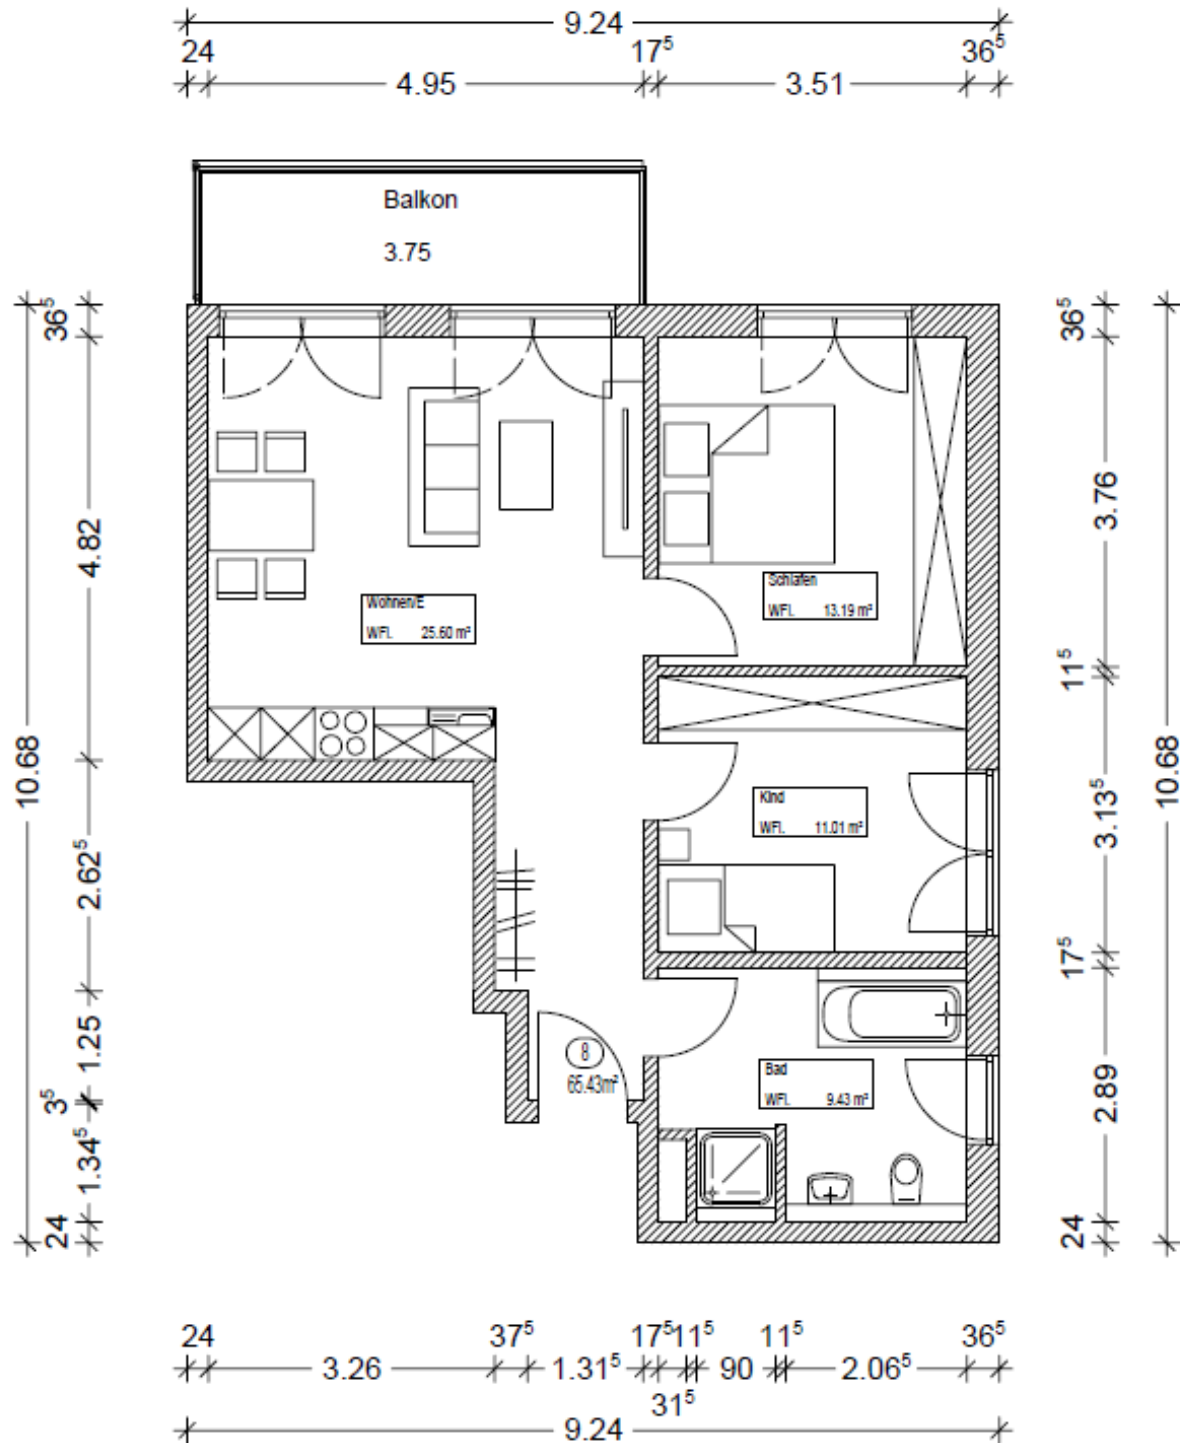 9.24
24 17⁵ 36⁵
4.95 3.51
Balkon
3.75
36⁵
4.82
2.62⁵
1.25
3⁵
1.34⁵
24
10.68
36⁵
3.76
11⁵
3.13⁵
17⁵
2.89
24
10.68
Schlafen
WFl. 13.19 m²
Wohnen/E
WFl. 25.60 m²
Kind
WFl. 11.01 m²
8
65.43m²
Bad
WFl. 9.43 m²
24 37⁵ 17⁵ 11⁵ 11⁵ 36⁵
3.26 1.31⁵ 90 2.06⁵
31⁵
9.24